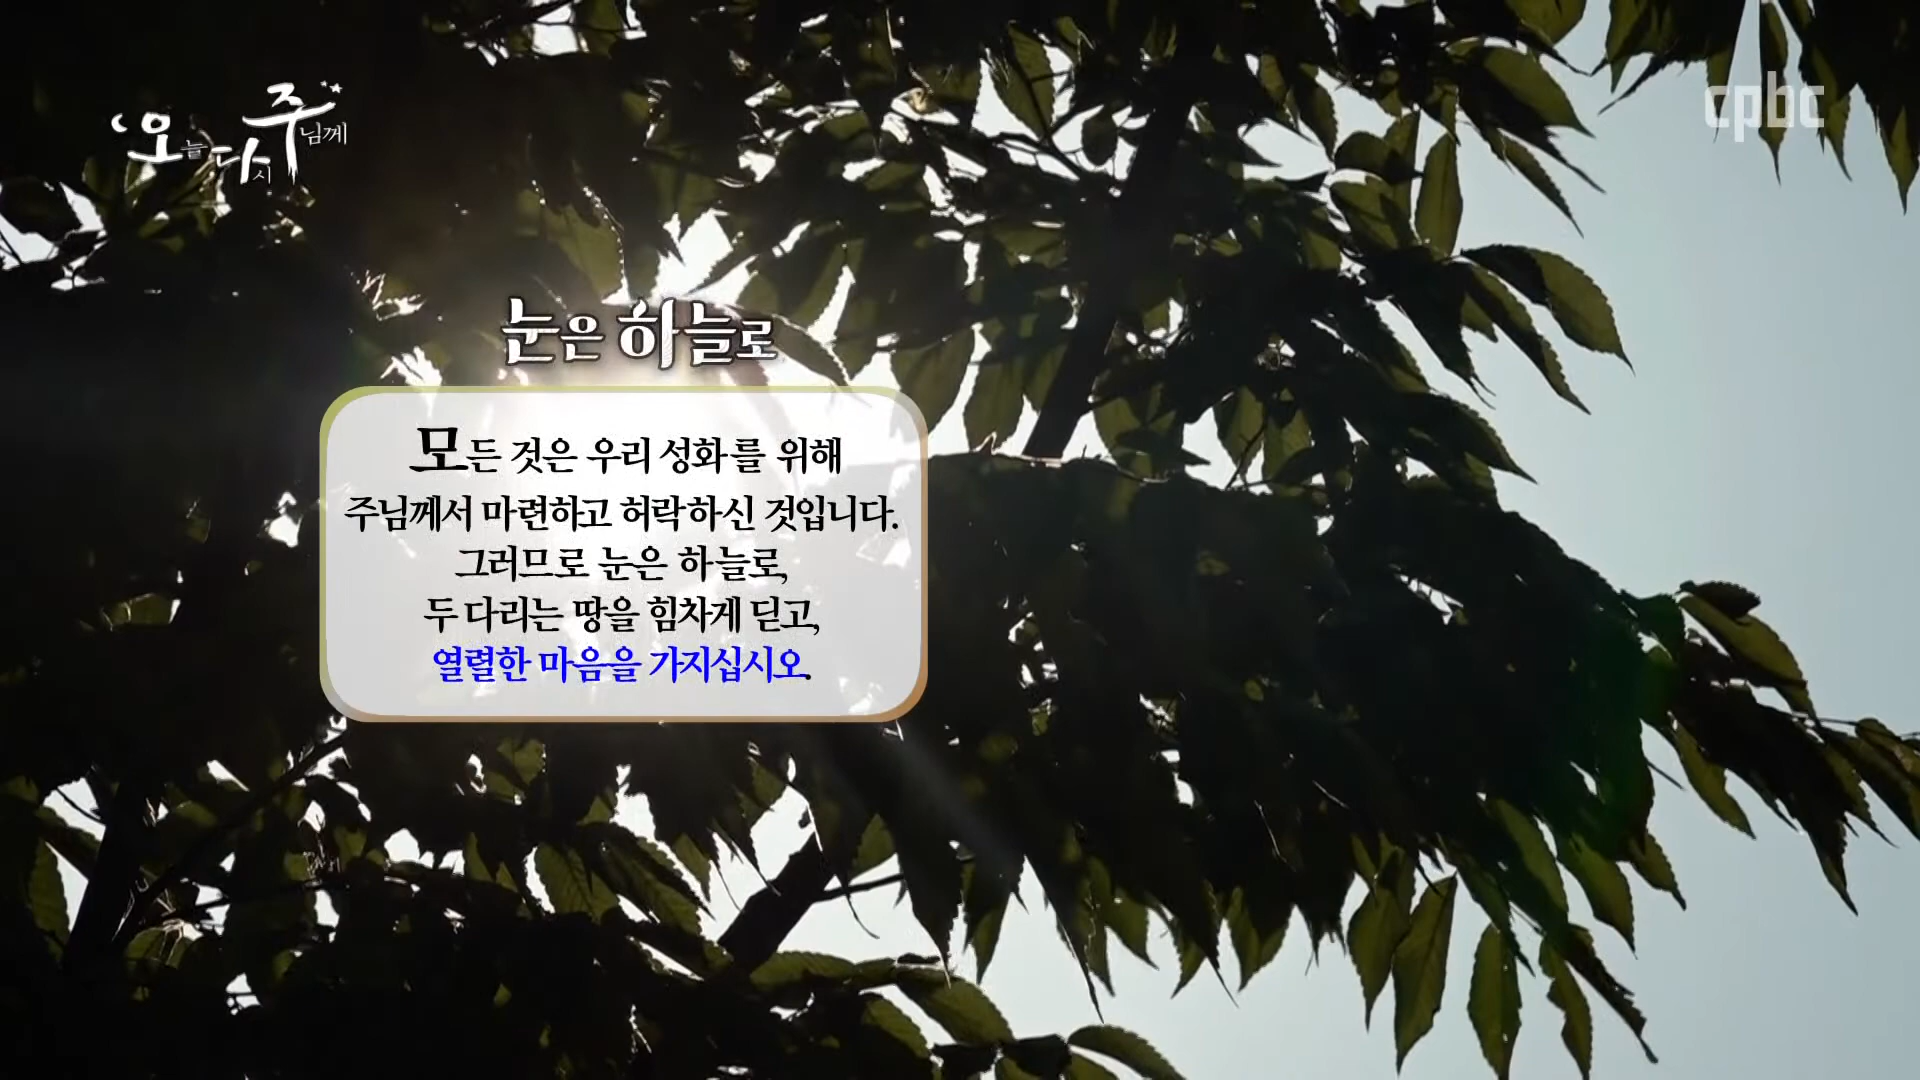 오늘 다시 주님께
cpbc
눈은 하늘로
모든 것은 우리 성화를 위해
주님께서 마련하고 허락하신 것입니다.
그러므로 눈은 하늘로,
두 다리는 땅을 힘차게 딛고,
열렬한 마음을 가지십시오.